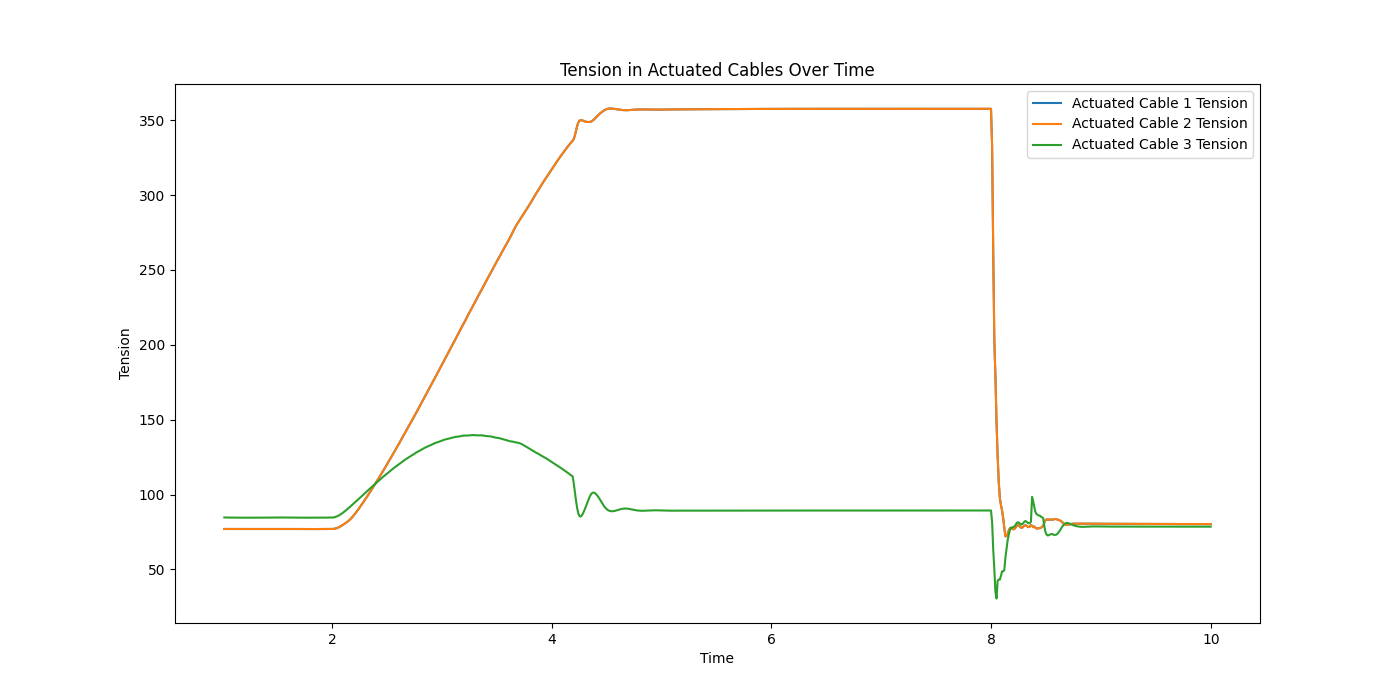 Tension in Actuated Cables Over Time
Actuated Cable 1 Tension
Actuated Cable 2 Tension
Actuated Cable 3 Tension
Tension
350
300
250
200
150
100
50
2 4 6 8 10
Time